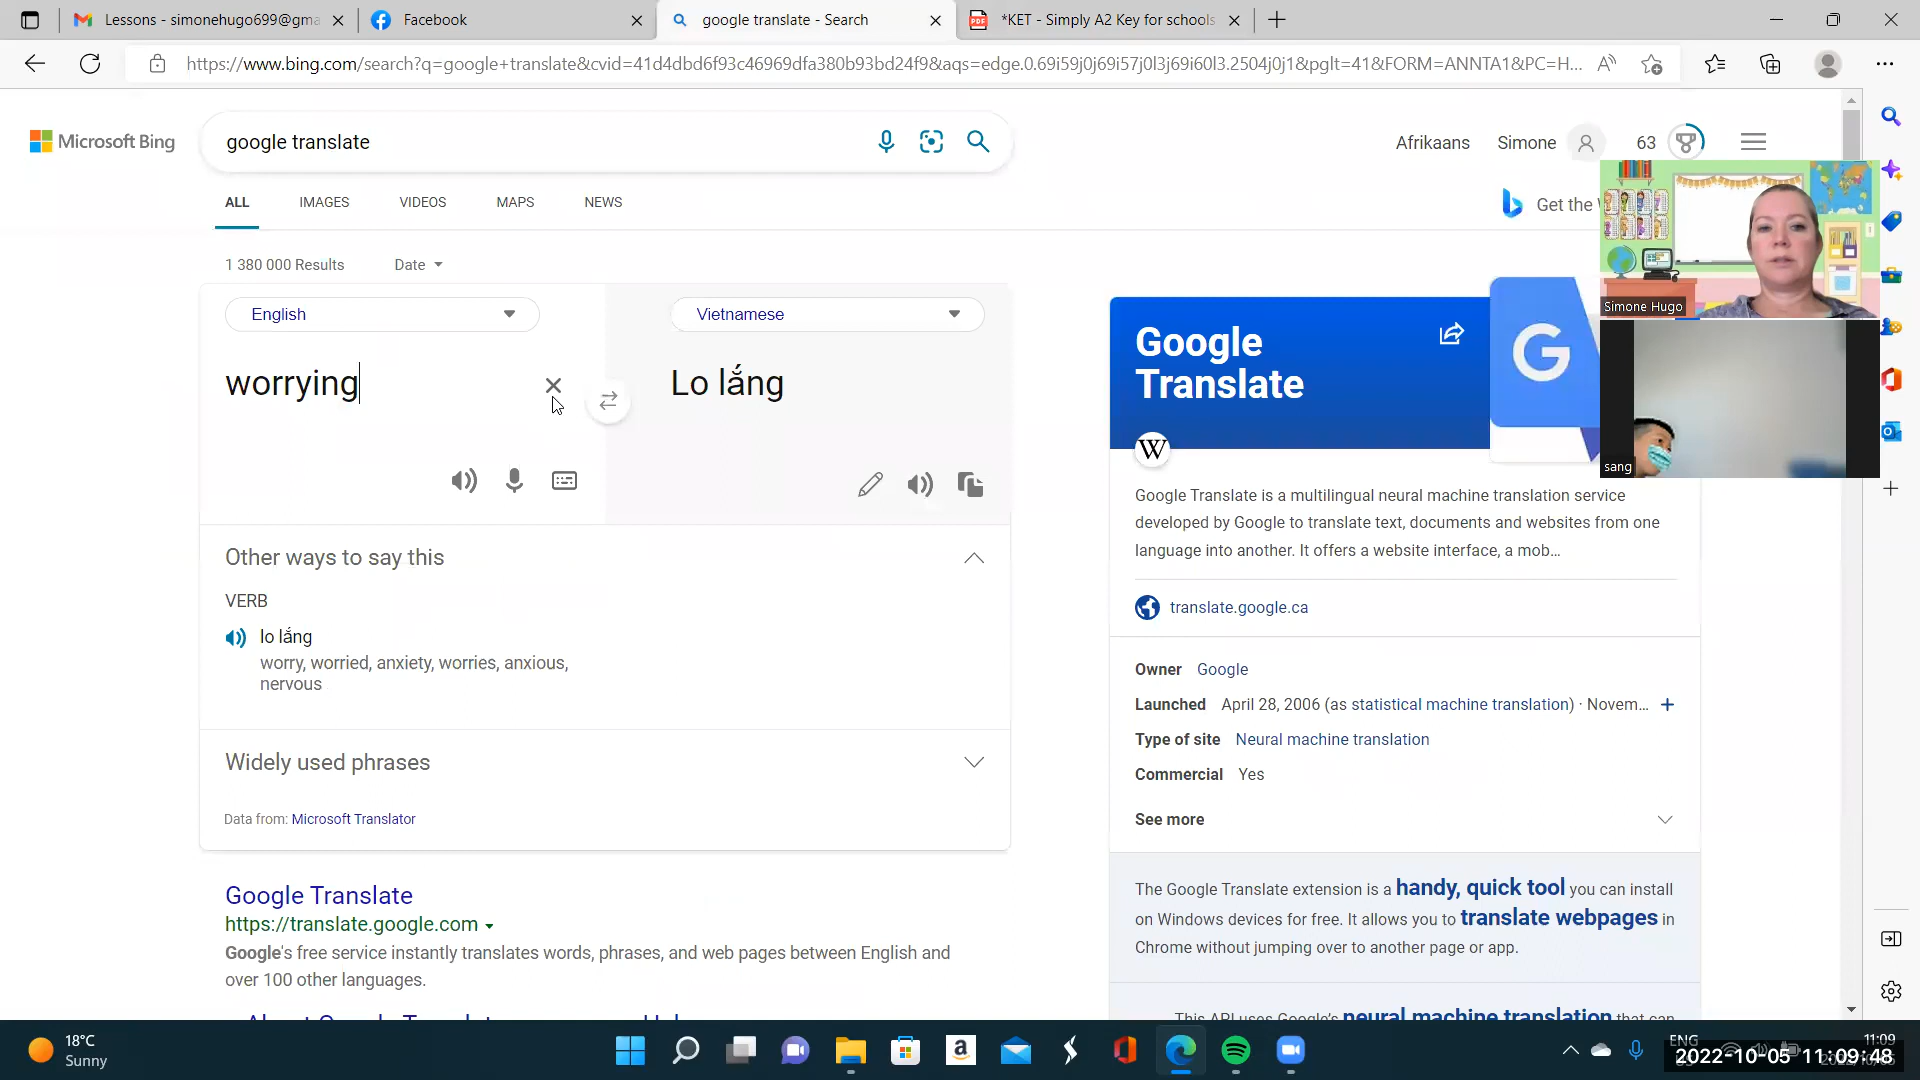 Lessons - simonehugo699@gma
Facebook
google translate - Search
*KET - Simply A2 Key for schools
https://www.bing.com/search?q=google+translate&cvid=41d4dbd6f93c46969dfa380b93bd24f9&aqs=edge.0.69i59j0j69i57j0l3j69i60l3.2504j0j1&pglt=41&FORM=ANNTA1&PC=H...
Microsoft Bing
google translate
Afrikaans
Simone
63
ALL
IMAGES
VIDEOS
MAPS
NEWS
Get the
1 380 000 Results
Date
English
Vietnamese
worrying
Lo lắng
Other ways to say this
VERB
lo lắng
worry, worried, anxiety, worries, anxious,
nervous
Widely used phrases
Data from: Microsoft Translator
Google Translate
https://translate.google.com
Google's free service instantly translates words, phrases, and web pages between English and
over 100 other languages.
Google
Translate
G
W
Google Translate is a multilingual neural machine translation service
developed by Google to translate text, documents and websites from one
language into another. It offers a website interface, a mob...
translate.google.ca
Owner Google
Launched April 28, 2006 (as statistical machine translation) · Novem...
Type of site Neural machine translation
Commercial Yes
See more
The Google Translate extension is a handy, quick tool you can install
on Windows devices for free. It allows you to translate webpages in
Chrome without jumping over to another page or app.
This API uses Google's neural machine translation that can
Simone Hugo
sang
18°C
Sunny
ENG
11:09
2022-10-05 11:09:48